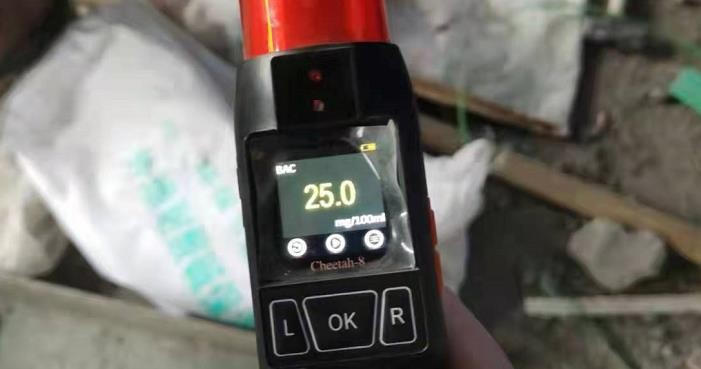 BAC
25.0
mg/100ml
Cheetah-8
L OK R